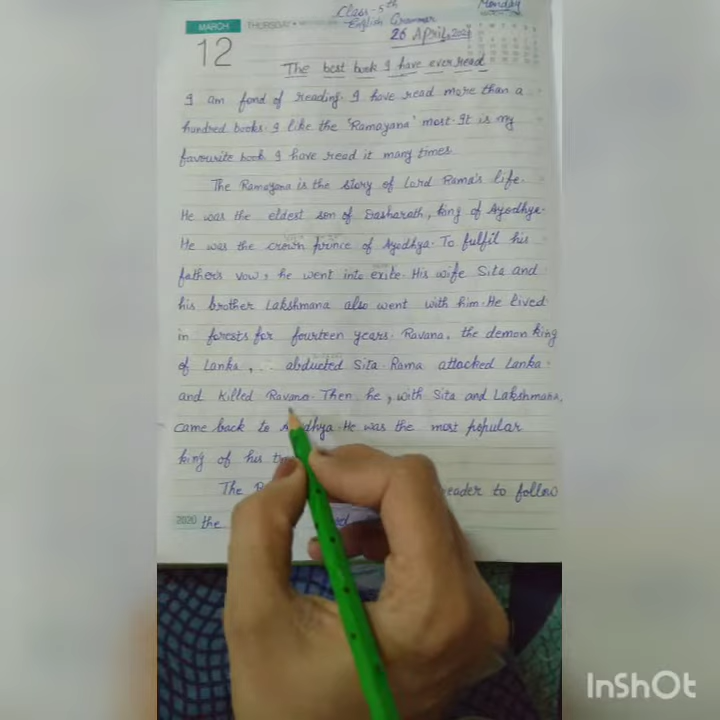 Class-5th Monday
MARCH THURSDAY English Grammar
12 26 April, 2021
The best book I have ever read
I am fond of reading. I have read more than a
hundred books. I like the 'Ramayana' most. It is my
favourite book I have read it many times.
The Ramayana is the story of Lord Rama's life.
He was the eldest son of Dasharath, king of Ayodhya.
He was the crown prince of Ayodhya. To fulfil his
father's vow, he went into exile. His wife Sita and
his brother Lakshmana also went with him. He lived
in forests for fourteen years. Ravana, the demon king
of Lanka, abducted Sita. Rama attacked Lanka
and killed Ravana. Then he, with Sita and Lakshmana,
came back to He was the most popular
king of his
The reader to follow
2020 the
InShOt